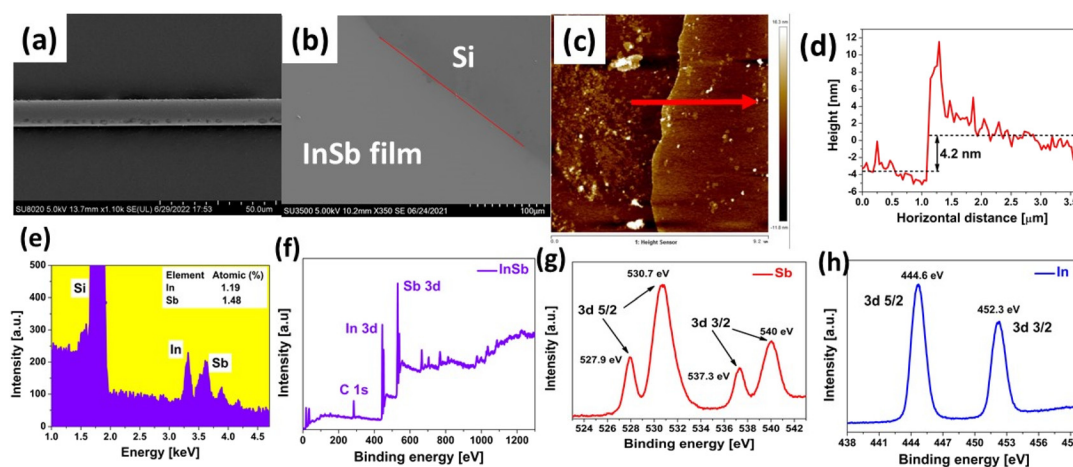 (a)
SU8020 5.0kV 13.7mm x1.10k SE(UL) 6/29/2022 17:53
50.0um
(b)
Si
InSb film
SU3500 5.00kV 10.2mm X350 SE 06/24/2021
100µm
(c)
0.0
1: Height Sensor
(d)
12
10
8
6
4
2
0
-2
-4
-6
Height [nm]
4.2 nm
0.0 0.5 1.0 1.5 2.0 2.5 3.0 3.5
Horizontal distance [µm]
(e)
500
400
300
200
100
0
Intensity [a.u.]
Si
Element Atomic (%)
In 1.19
Sb 1.48
In
Sb
1.0 1.5 2.0 2.5 3.0 3.5 4.0 4.5
Energy [keV]
(f)
InSb
Intensity [a.u]
Sb 3d
In 3d
C 1s
0 200 400 600 800 1000 1200
Binding energy [eV]
(g)
Sb
Intensity [a.u.]
530.7 eV
3d 5/2
3d 3/2
540 eV
527.9 eV
537.3 eV
524 526 528 530 532 534 536 538 540 542
Binding energy [eV]
(h)
In
Intensity [a.u.]
444.6 eV
3d 5/2
452.3 eV
3d 3/2
438 441 444 447 450 453 456
Binding energy [eV]